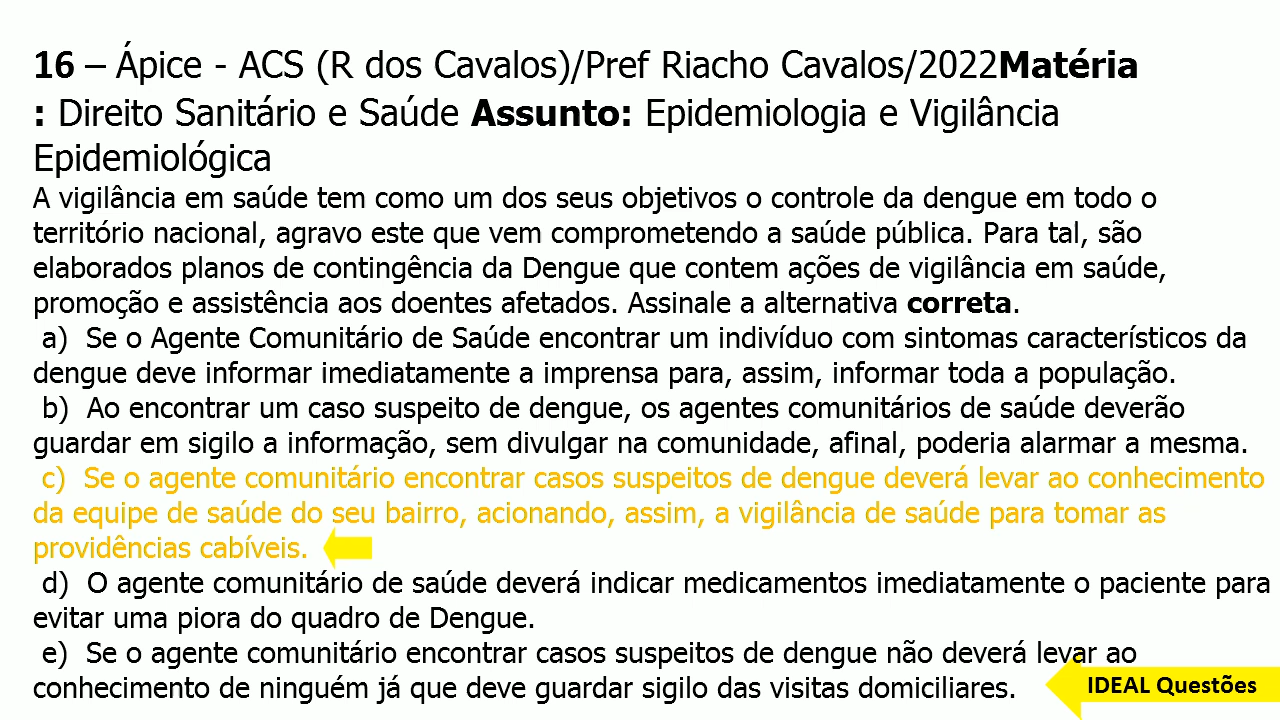 16 – Ápice - ACS (R dos Cavalos)/Pref Riacho Cavalos/2022Matéria
: Direito Sanitário e Saúde Assunto: Epidemiologia e Vigilância
Epidemiológica
A vigilância em saúde tem como um dos seus objetivos o controle da dengue em todo o
território nacional, agravo este que vem comprometendo a saúde pública. Para tal, são
elaborados planos de contingência da Dengue que contem ações de vigilância em saúde,
promoção e assistência aos doentes afetados. Assinale a alternativa correta.
a) Se o Agente Comunitário de Saúde encontrar um indivíduo com sintomas característicos da
dengue deve informar imediatamente a imprensa para, assim, informar toda a população.
b) Ao encontrar um caso suspeito de dengue, os agentes comunitários de saúde deverão
guardar em sigilo a informação, sem divulgar na comunidade, afinal, poderia alarmar a mesma.
c) Se o agente comunitário encontrar casos suspeitos de dengue deverá levar ao conhecimento
da equipe de saúde do seu bairro, acionando, assim, a vigilância de saúde para tomar as
providências cabíveis.
d) O agente comunitário de saúde deverá indicar medicamentos imediatamente o paciente para
evitar uma piora do quadro de Dengue.
e) Se o agente comunitário encontrar casos suspeitos de dengue não deverá levar ao
conhecimento de ninguém já que deve guardar sigilo das visitas domiciliares.
IDEAL Questões